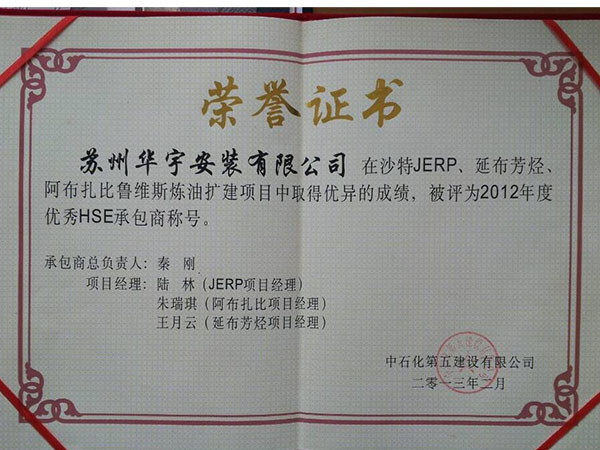 荣誉证书
苏州华宇安装有限公司 在沙特JERP、延布芳烃、
阿布扎比鲁维斯炼油扩建项目中取得优异的成绩，被评为2012年度
优秀HSE承包商称号。
承包商总负责人：秦 刚
项目经理：陆 林（JERP项目经理）
朱瑞琪（阿布扎比项目经理）
王月云（延布芳烃项目经理）
中石化第五建设有限公司
二零一三年二月